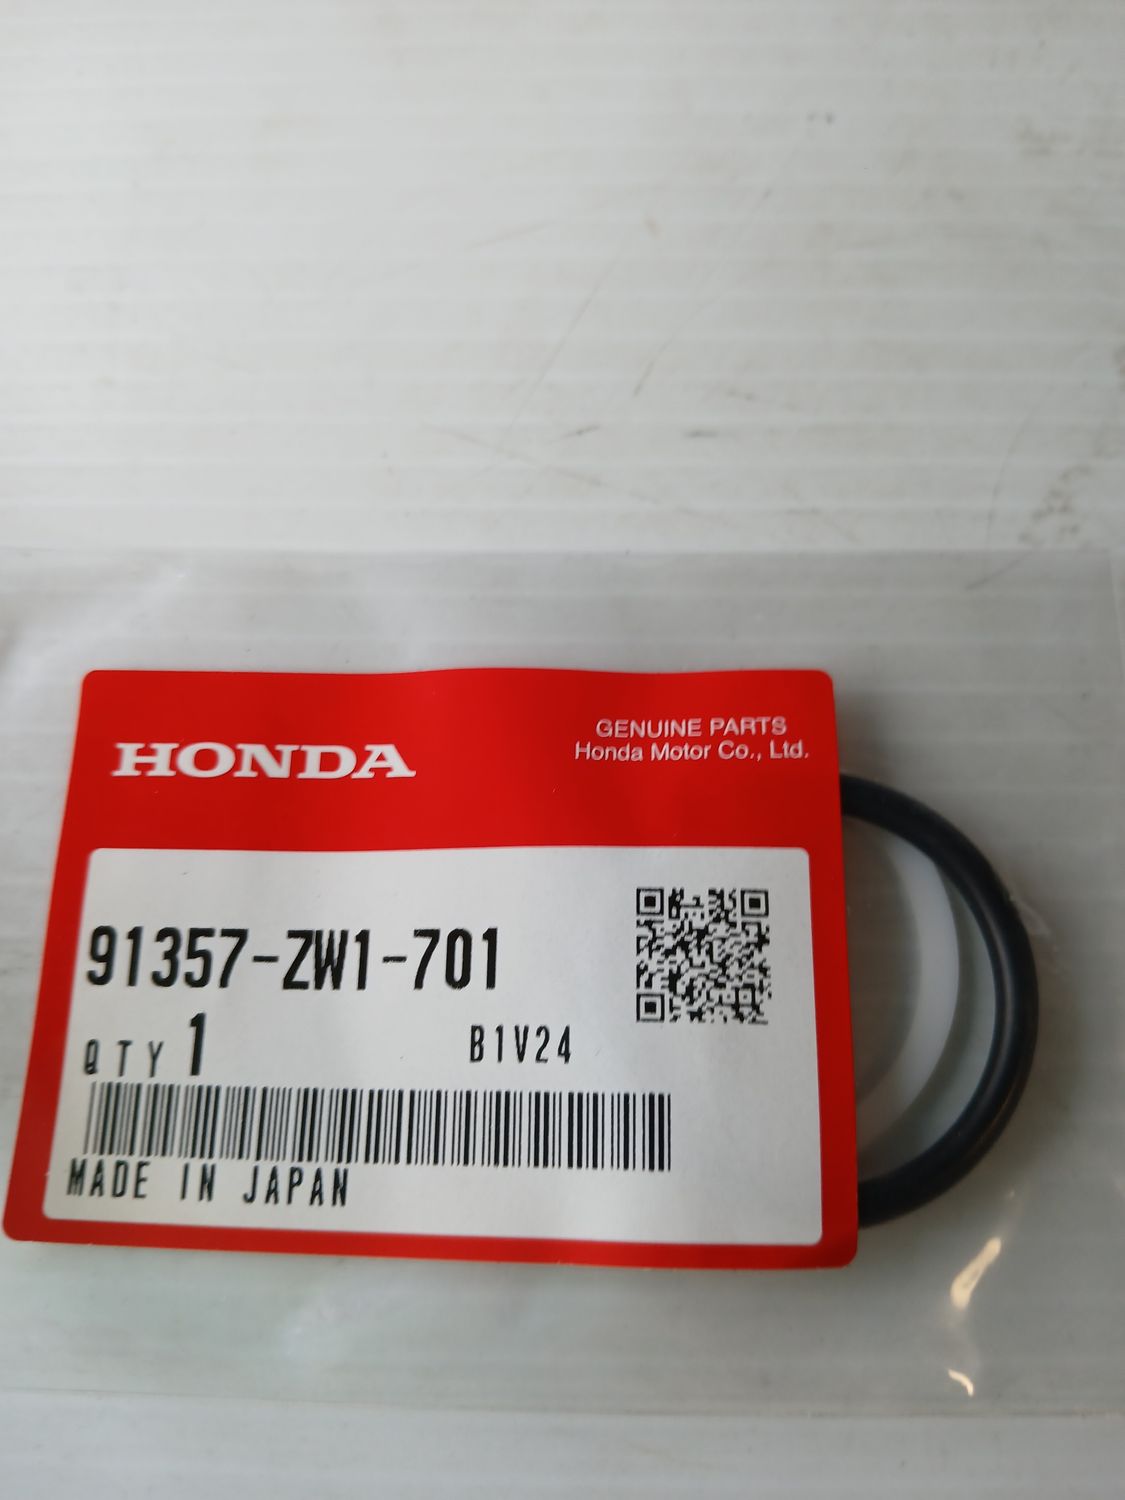 HONDA
GENUINE PARTS
Honda Motor Co., Ltd.
91357-ZW1-701
QTY 1 B1V24
MADE IN JAPAN